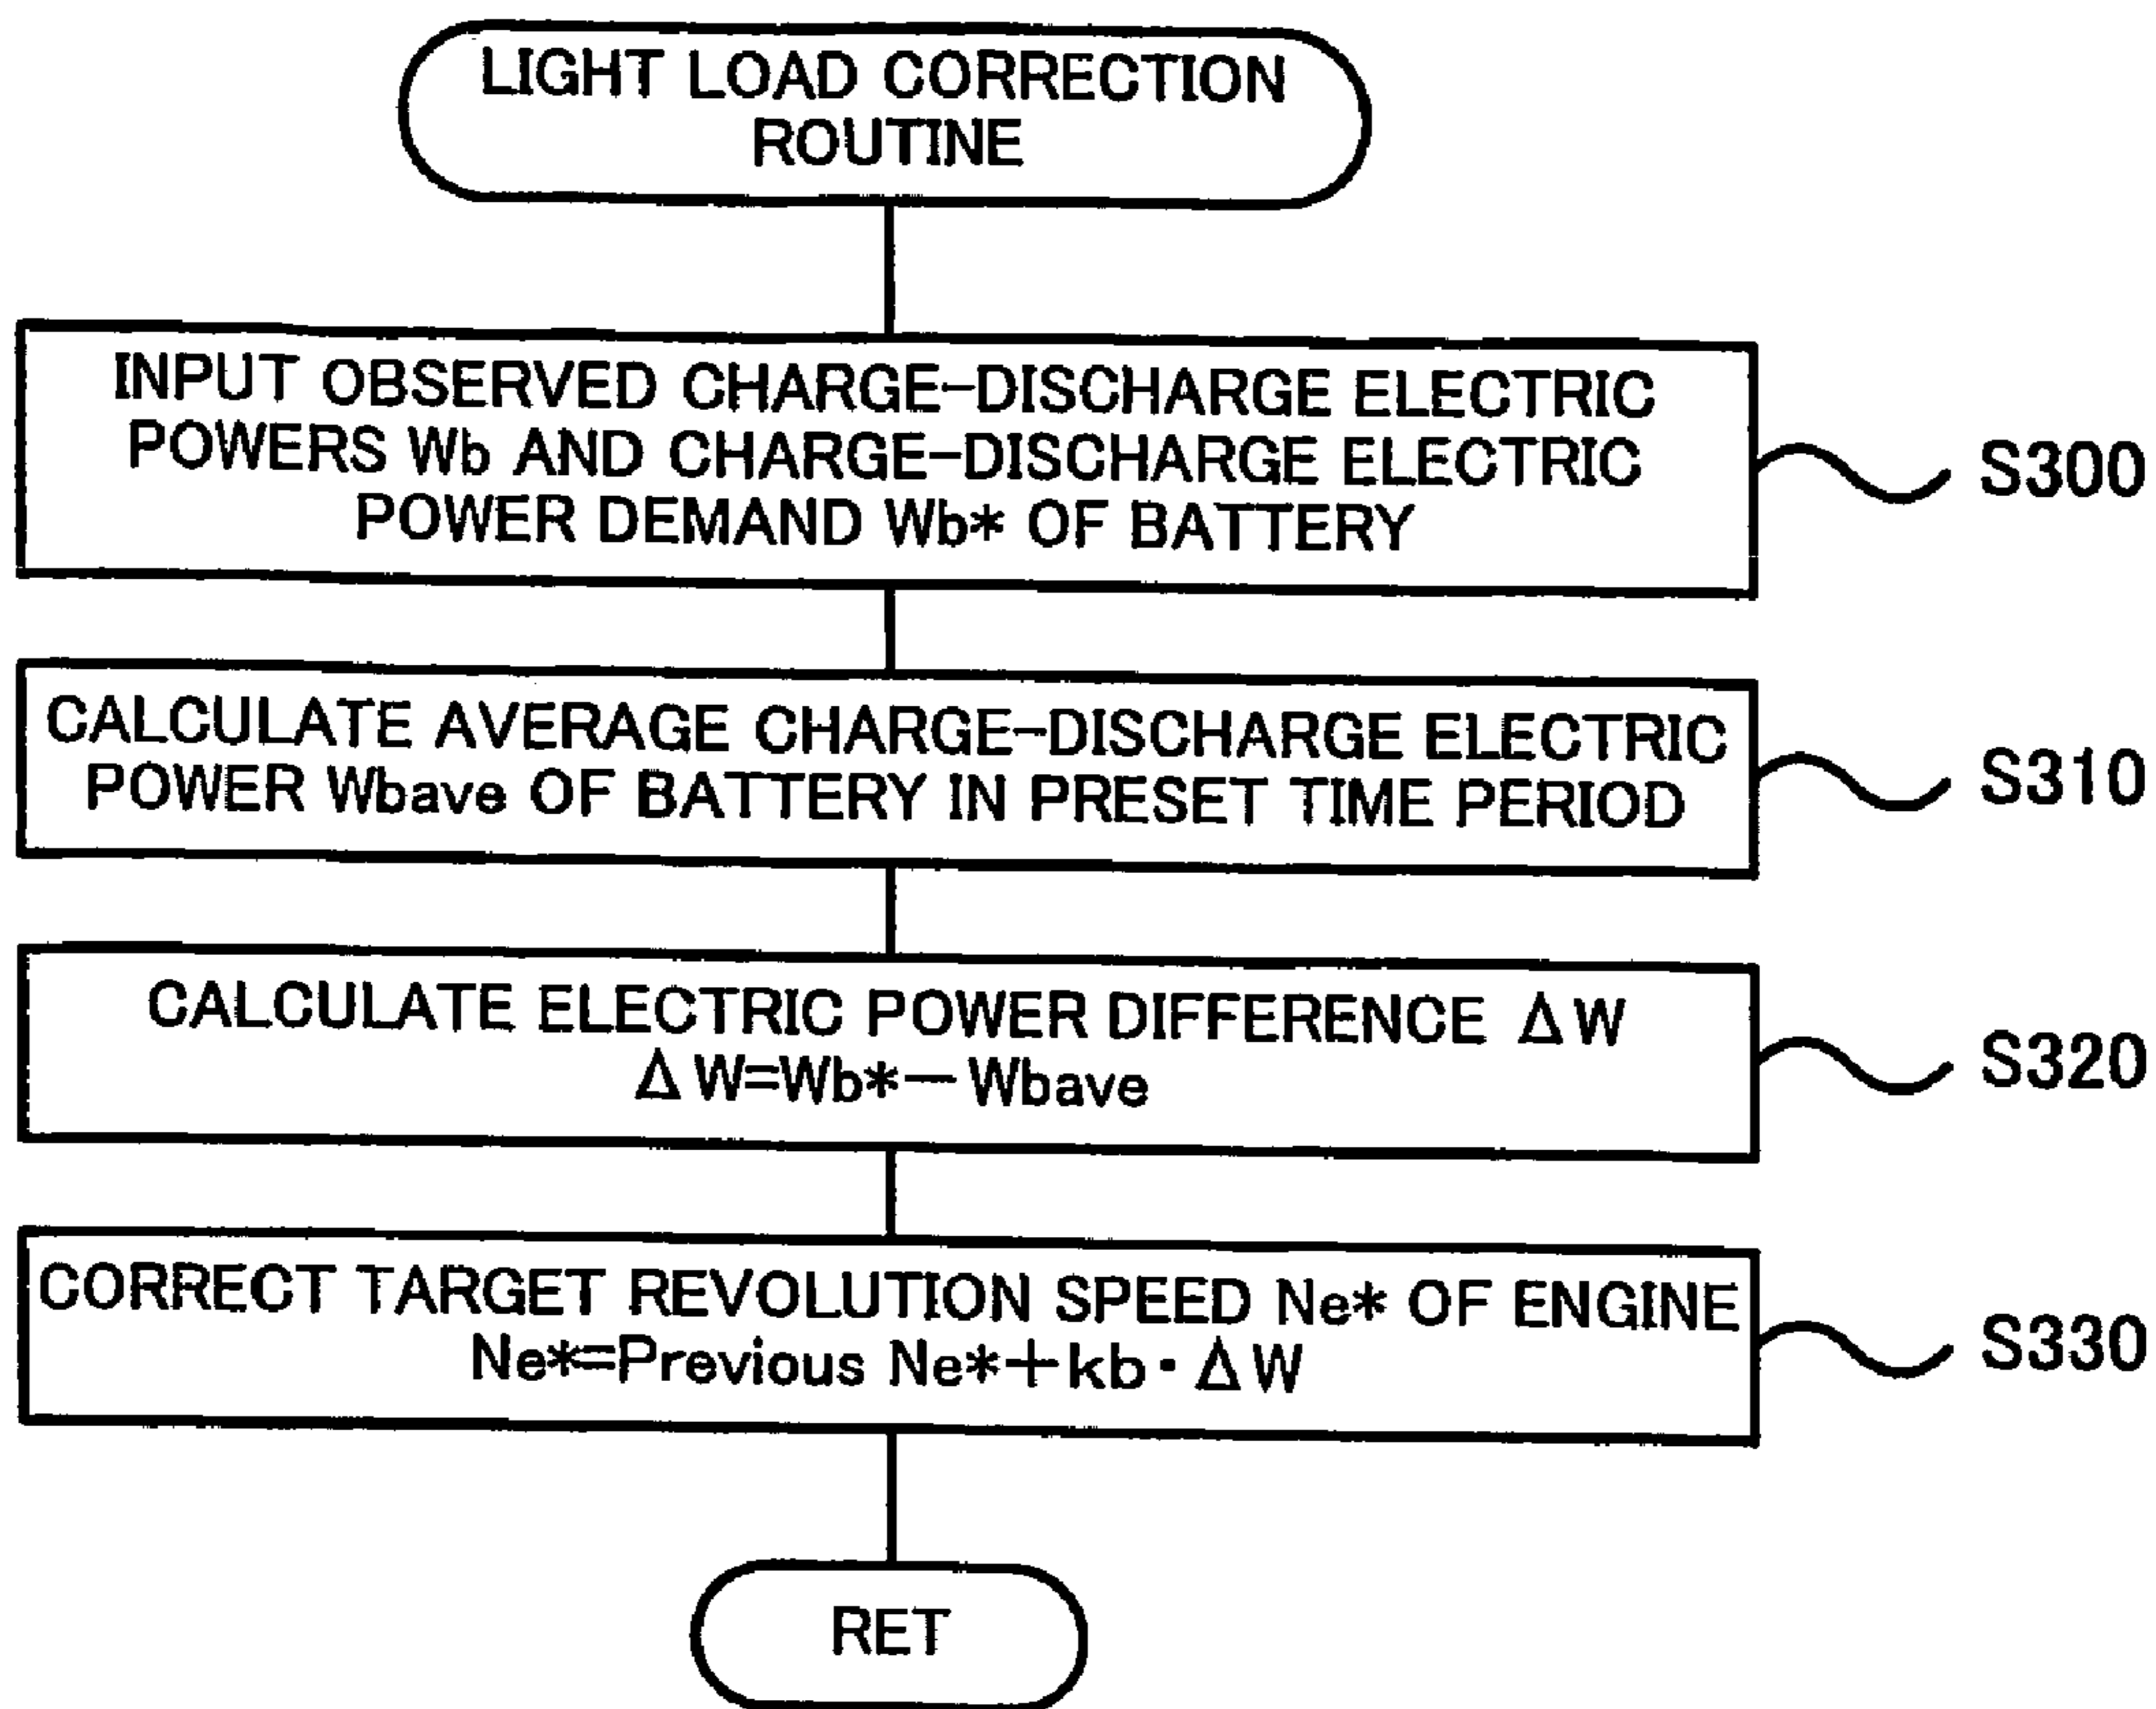 LIGHT LOAD CORRECTION
ROUTINE
INPUT OBSERVED CHARGE-DISCHARGE ELECTRIC
POWERS Wb AND CHARGE-DISCHARGE ELECTRIC
POWER DEMAND Wb* OF BATTERY
S300
CALCULATE AVERAGE CHARGE-DISCHARGE ELECTRIC
POWER Wbave OF BATTERY IN PRESET TIME PERIOD
S310
CALCULATE ELECTRIC POWER DIFFERENCE ΔW
ΔW=Wb*-Wbave
S320
CORRECT TARGET REVOLUTION SPEED Ne* OF ENGINE
Ne*=Previous Ne*+kb·ΔW
S330
RET